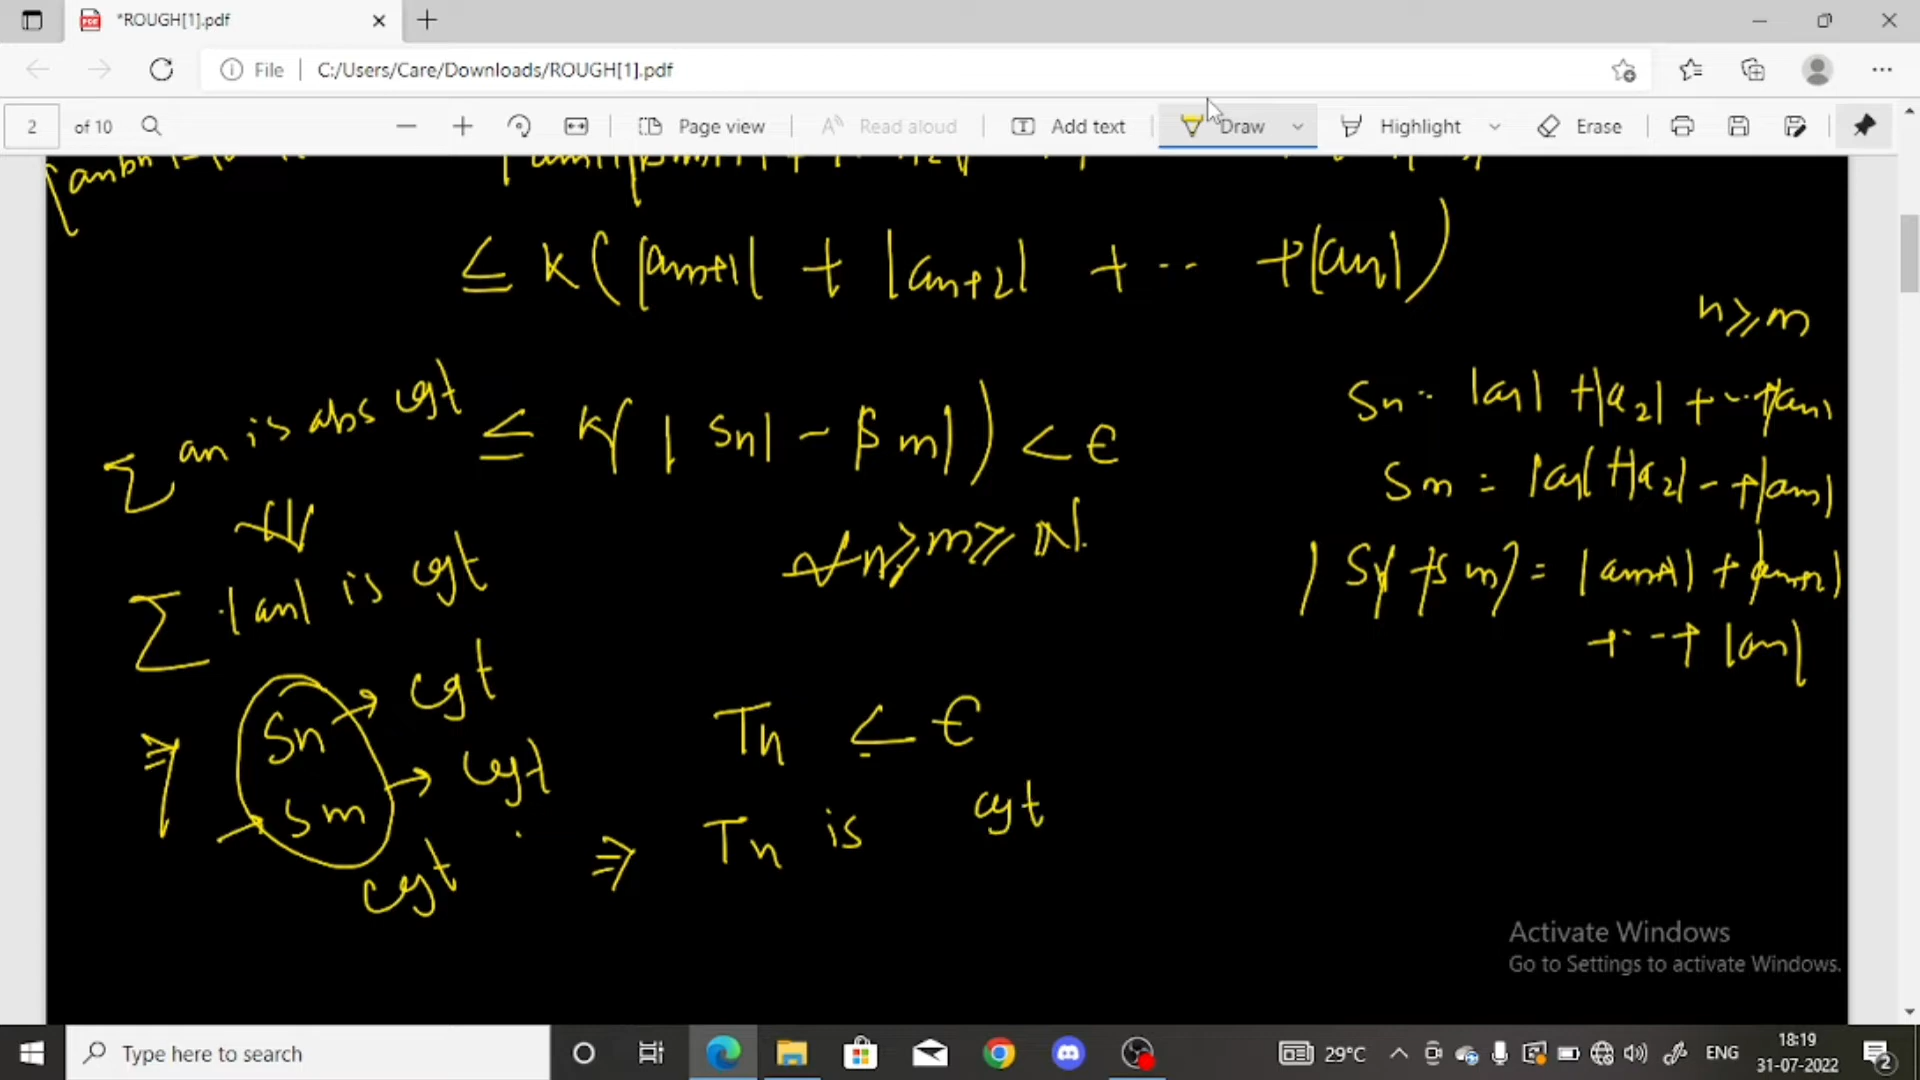 *ROUGH[1].pdf
File | C:/Users/Care/Downloads/ROUGH[1].pdf
2 of 10 Page view Read aloud Add text Draw Highlight Erase
≤ K(|am+1| + |am+2| + .. +|an|)
n≥m
Sn = |a1| +|a2| +..+|an|
Sm = |a1| +|a2| - +|am|
|Sn - Sm| = |am+1| + |am+2|
+ - - + |an|
∑ an is abs cgt ≤ K(| Sn| - Sm|) < ϵ
∀ n≥m≥ N.
∑ |an| is cgt
⇒ Sn → cgt
Sm → cgt
cgt
Tn < ϵ
⇒ Tn is cgt
Activate Windows
Go to Settings to activate Windows.
Type here to search
29°C ENG 18:19
31-07-2022
2